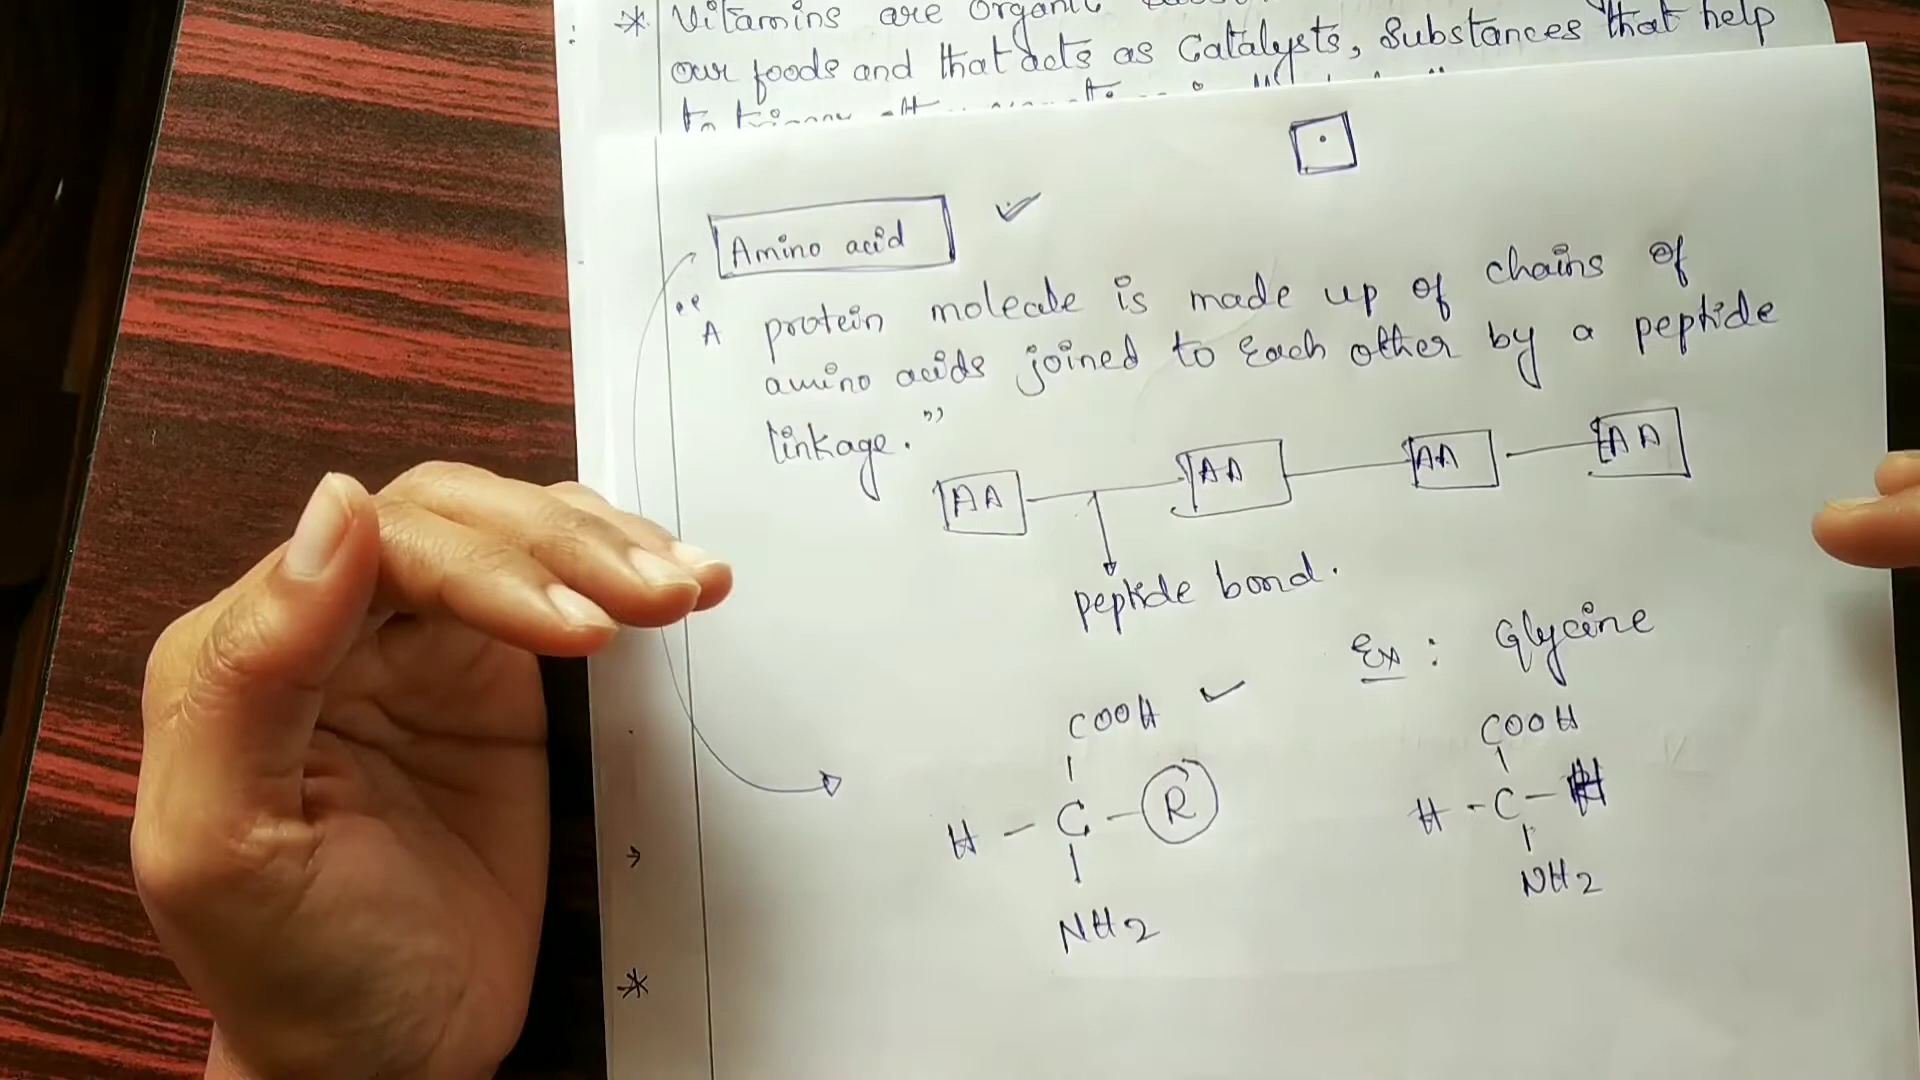 * Vitamins are organic
our foods and that acts as Catalysts, Substances that help
to
Amino acid ✓
"A protein molecule is made up of chains of
amino acids joined to Each other by a peptide
linkage."
AA — AA — AA — AA
peptide bond.
Ex : Glycine
COOH ✓
H - C - R
NH2
COOH
H - C - H
NH2
*